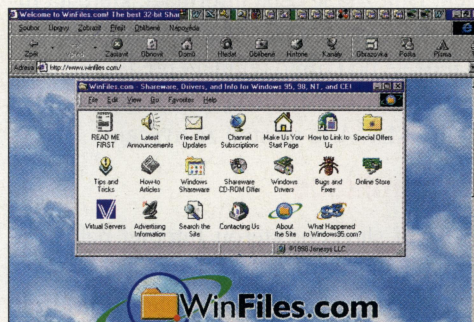 Welcome to WinFiles.com! The best 32-bit Shar
Soubor Úpravy Zobrazit Přejít Oblíbené Nápověda
Zpět Zastavit Obnovit Domů Hledat Oblíbené Historie Kanály Obrazovka Pošta Písma
Adresa http://www.winfiles.com/
WinFiles.com - Shareware, Drivers, and Info for Windows 95, 98, NT, and CE!
File Edit View Go Favorites Help
READ ME FIRST
Latest Announcements
Free Email Updates
Channel Subscriptions
Make Us Your Start Page
How to Link to Us
Special Offers
Tips and Tricks
How-to Articles
Windows Shareware
Shareware CD-ROM Offer
Windows Drivers
Bugs and Fixes
Online Store
Virtual Servers
Advertising Information
Search the Site
Contacting Us
About the Site
What Happened to Windows95.com?
©1998 Jenesys LLC.
WinFiles.com